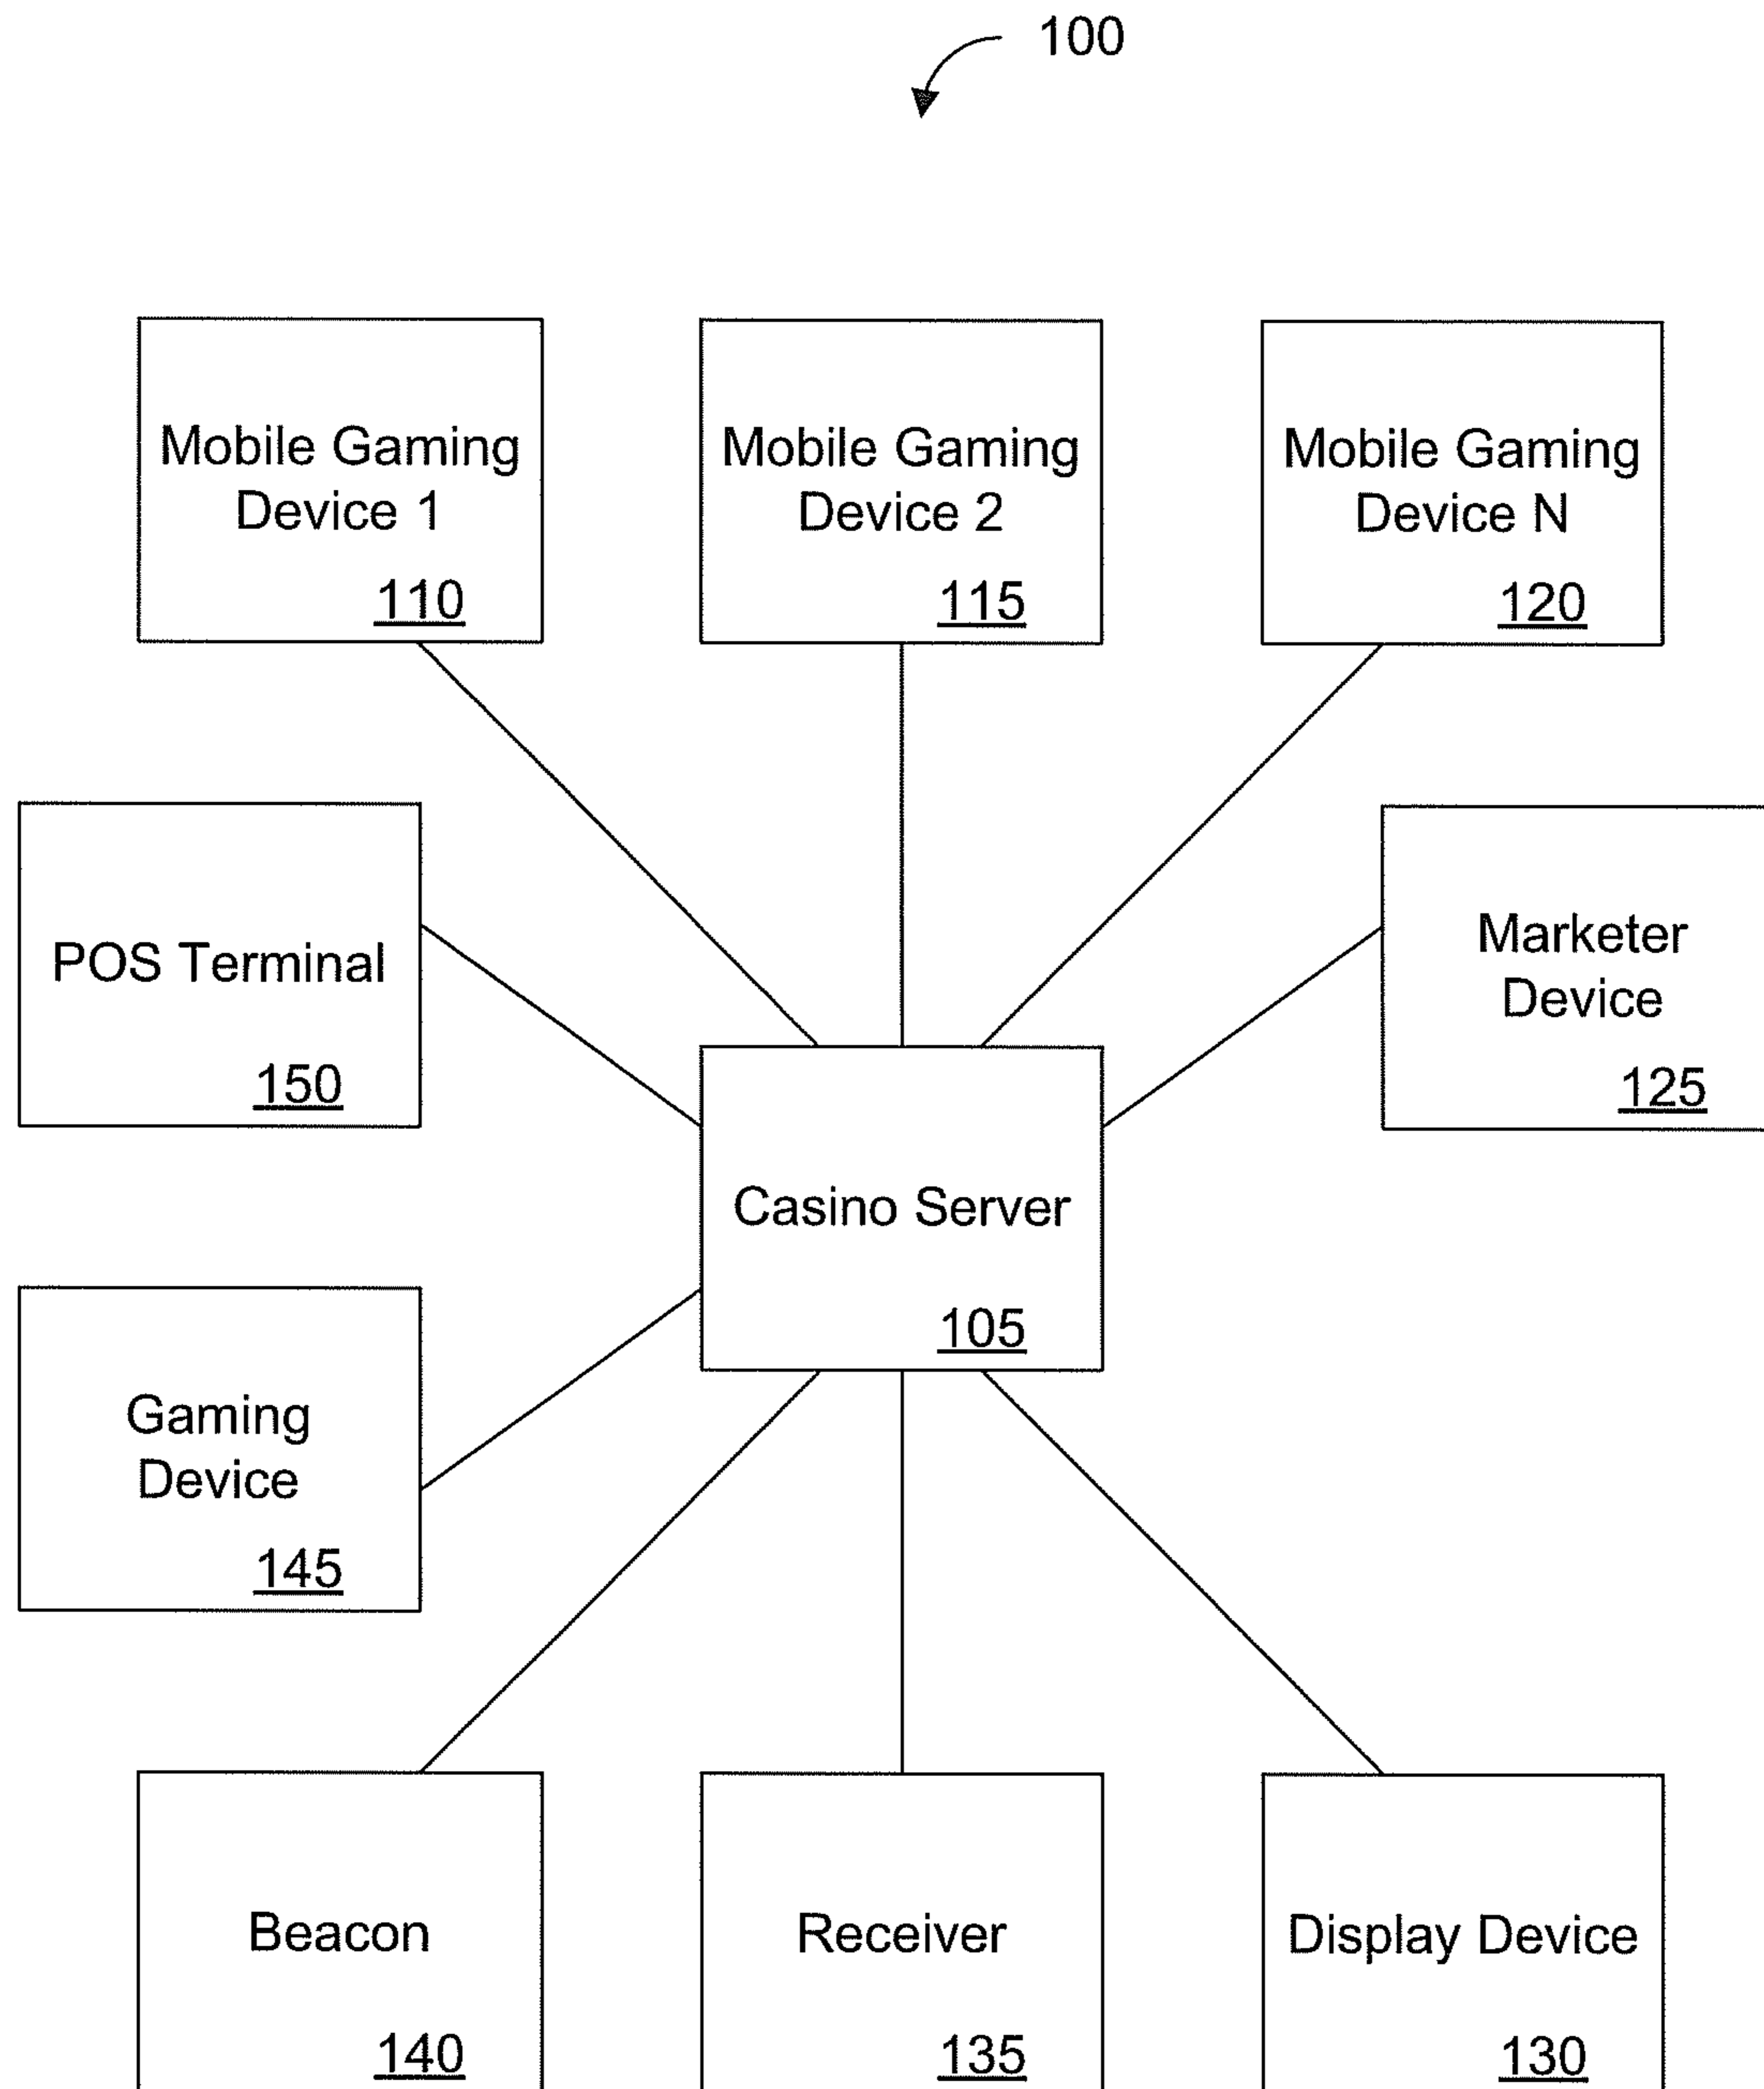 100
Mobile Gaming
Device 1
110
Mobile Gaming
Device 2
115
Mobile Gaming
Device N
120
POS Terminal
150
Marketer
Device
125
Casino Server
105
Gaming
Device
145
Beacon
140
Receiver
135
Display Device
130